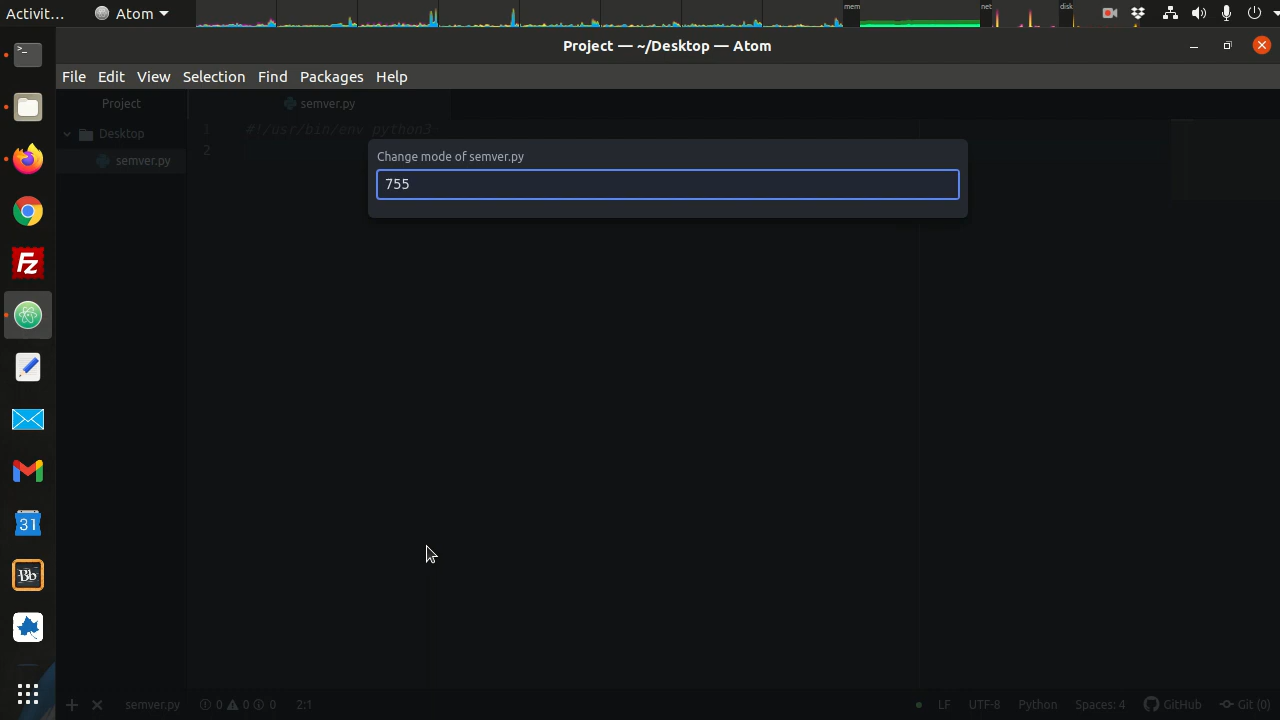 Activit...
Atom
mem
net
disk
Project — ~/Desktop — Atom
File Edit View Selection Find Packages Help
Project
semver.py
Desktop
semver.py
1 #!/usr/bin/env python3
2
Change mode of semver.py
755
>_
Fz
31
Bb
semver.py 0 0 0 2:1
LF UTF-8 Python Spaces: 4 GitHub Git (0)